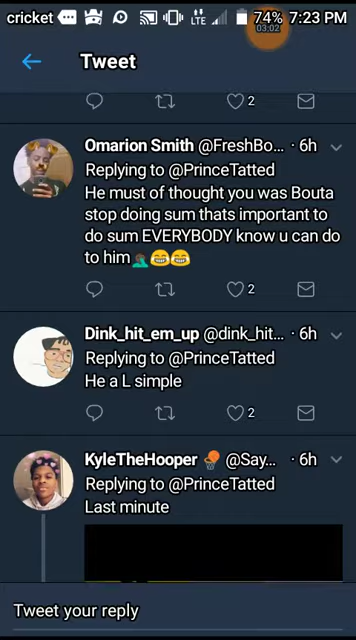 cricket LTE 74% 7:23 PM
03:02
Tweet
2
Omarion Smith @FreshBo... · 6h
Replying to @PrinceTatted
He must of thought you was Bouta
stop doing sum thats important to
do sum EVERYBODY know u can do
to him 🤦🏿‍♂️😂😂
2
Dink_hit_em_up @dink_hit... · 6h
Replying to @PrinceTatted
He a L simple
2
KyleTheHooper 🏀 @Say... · 6h
Replying to @PrinceTatted
Last minute
Tweet your reply